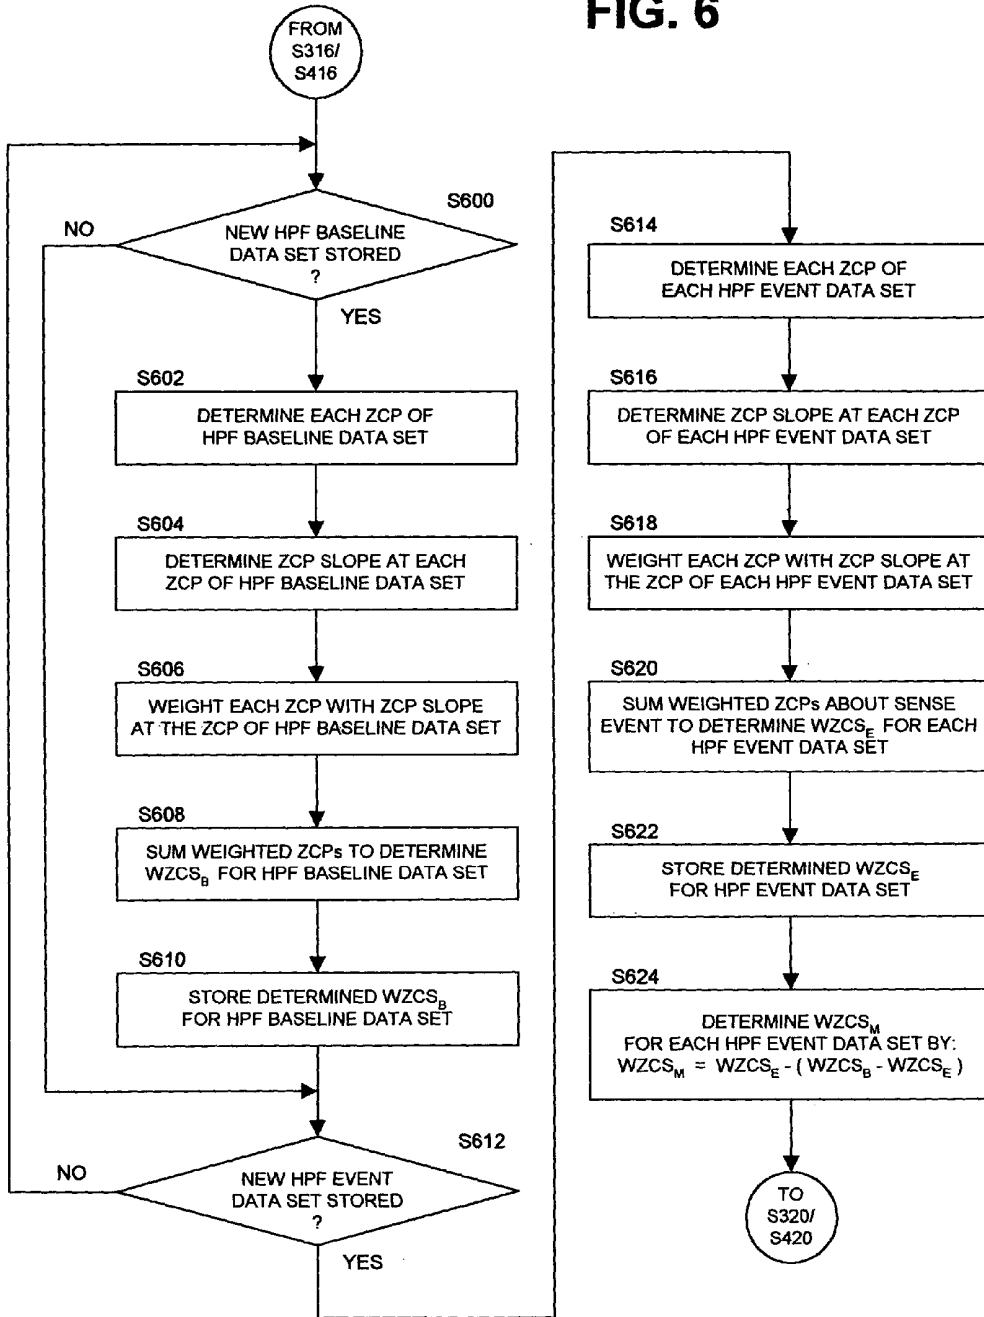 FIG. 6
FROM
S316/
S416
S600
NO
NEW HPF BASELINE
DATA SET STORED
?
YES
S602
DETERMINE EACH ZCP OF
HPF BASELINE DATA SET
S604
DETERMINE ZCP SLOPE AT EACH
ZCP OF HPF BASELINE DATA SET
S606
WEIGHT EACH ZCP WITH ZCP SLOPE
AT THE ZCP OF HPF BASELINE DATA SET
S608
SUM WEIGHTED ZCPs TO DETERMINE
WZCS_B FOR HPF BASELINE DATA SET
S610
STORE DETERMINED WZCS_B
FOR HPF BASELINE DATA SET
S612
NO
NEW HPF EVENT
DATA SET STORED
?
YES
S614
DETERMINE EACH ZCP OF
EACH HPF EVENT DATA SET
S616
DETERMINE ZCP SLOPE AT EACH ZCP
OF EACH HPF EVENT DATA SET
S618
WEIGHT EACH ZCP WITH ZCP SLOPE AT
THE ZCP OF EACH HPF EVENT DATA SET
S620
SUM WEIGHTED ZCPs ABOUT SENSE
EVENT TO DETERMINE WZCS_E FOR EACH
HPF EVENT DATA SET
S622
STORE DETERMINED WZCS_E
FOR HPF EVENT DATA SET
S624
DETERMINE WZCS_M
FOR EACH HPF EVENT DATA SET BY:
WZCS_M = WZCS_E - ( WZCS_B - WZCS_E )
TO
S320/
S420